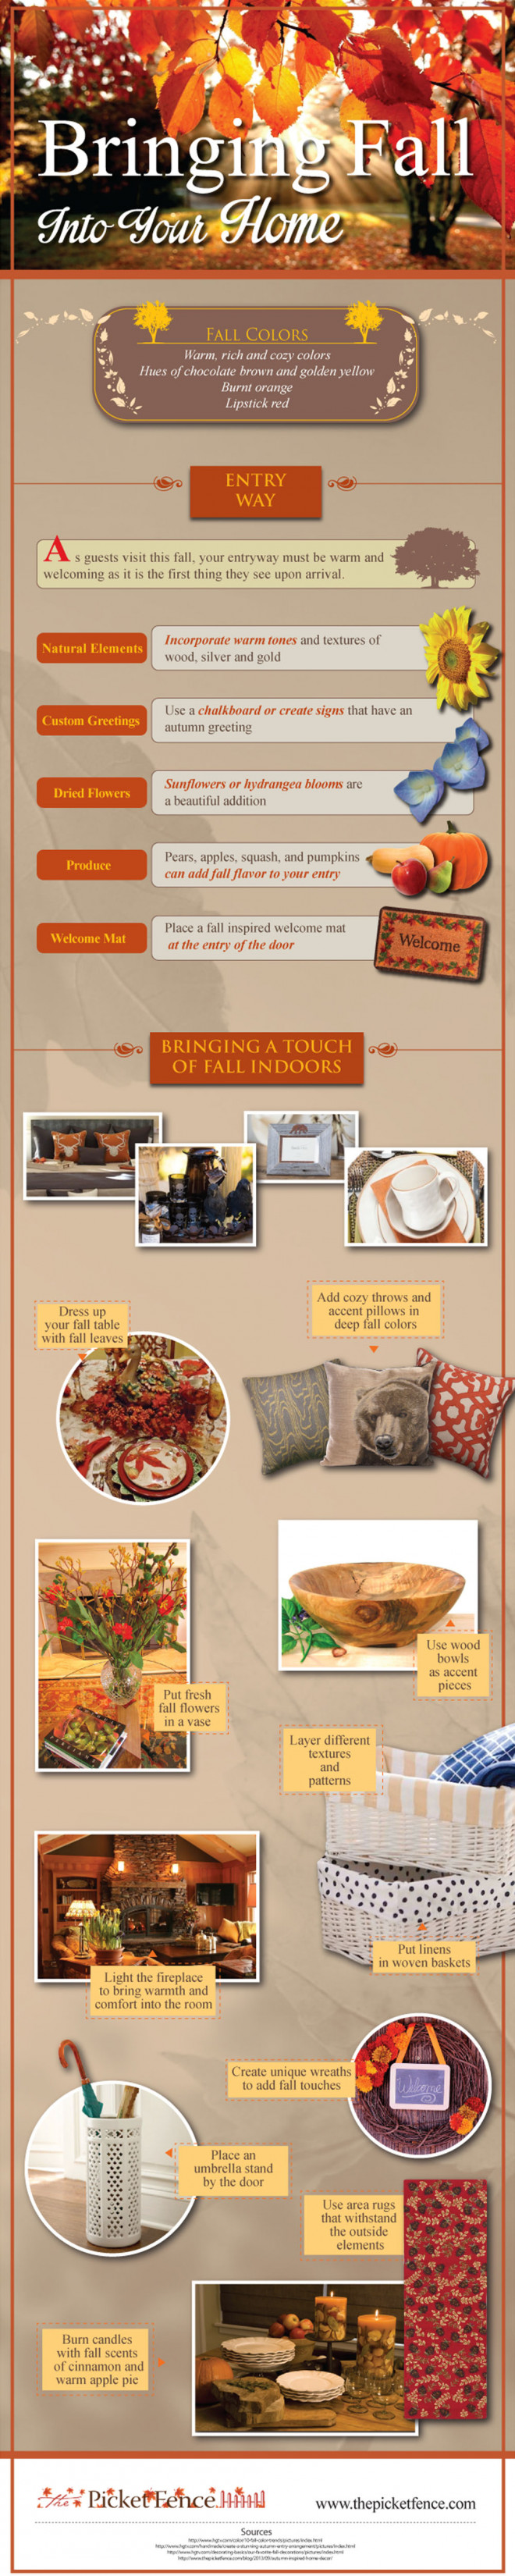 Bringing Fall
Into Your Home
FALL COLORS
Warm, rich and cozy colors
Hues of chocolate brown and golden yellow
Burnt orange
Lipstick red
ENTRY
WAY
As guests visit this fall, your entryway must be warm and
welcoming as it is the first thing they see upon arrival.
Natural Elements
Incorporate warm tones and textures of
wood, silver and gold
Custom Greetings
Use a chalkboard or create signs that have an
autumn greeting
Dried Flowers
Sunflowers or hydrangea blooms are
a beautiful addition
Produce
Pears, apples, squash, and pumpkins
can add fall flavor to your entry
Welcome Mat
Place a fall inspired welcome mat
at the entry of the door
Welcome
BRINGING A TOUCH
OF FALL INDOORS
Dress up
your fall table
with fall leaves
Add cozy throws and
accent pillows in
deep fall colors
Put fresh
fall flowers
in a vase
Use wood
bowls
as accent
pieces
Layer different
textures
and
patterns
Put linens
in woven baskets
Light the fireplace
to bring warmth and
comfort into the room
Create unique wreaths
to add fall touches
Welcome
Place an
umbrella stand
by the door
Use area rugs
that withstand
the outside
elements
Burn candles
with fall scents
of cinnamon and
warm apple pie
The Picket Fence
www.thepicketfence.com
Sources